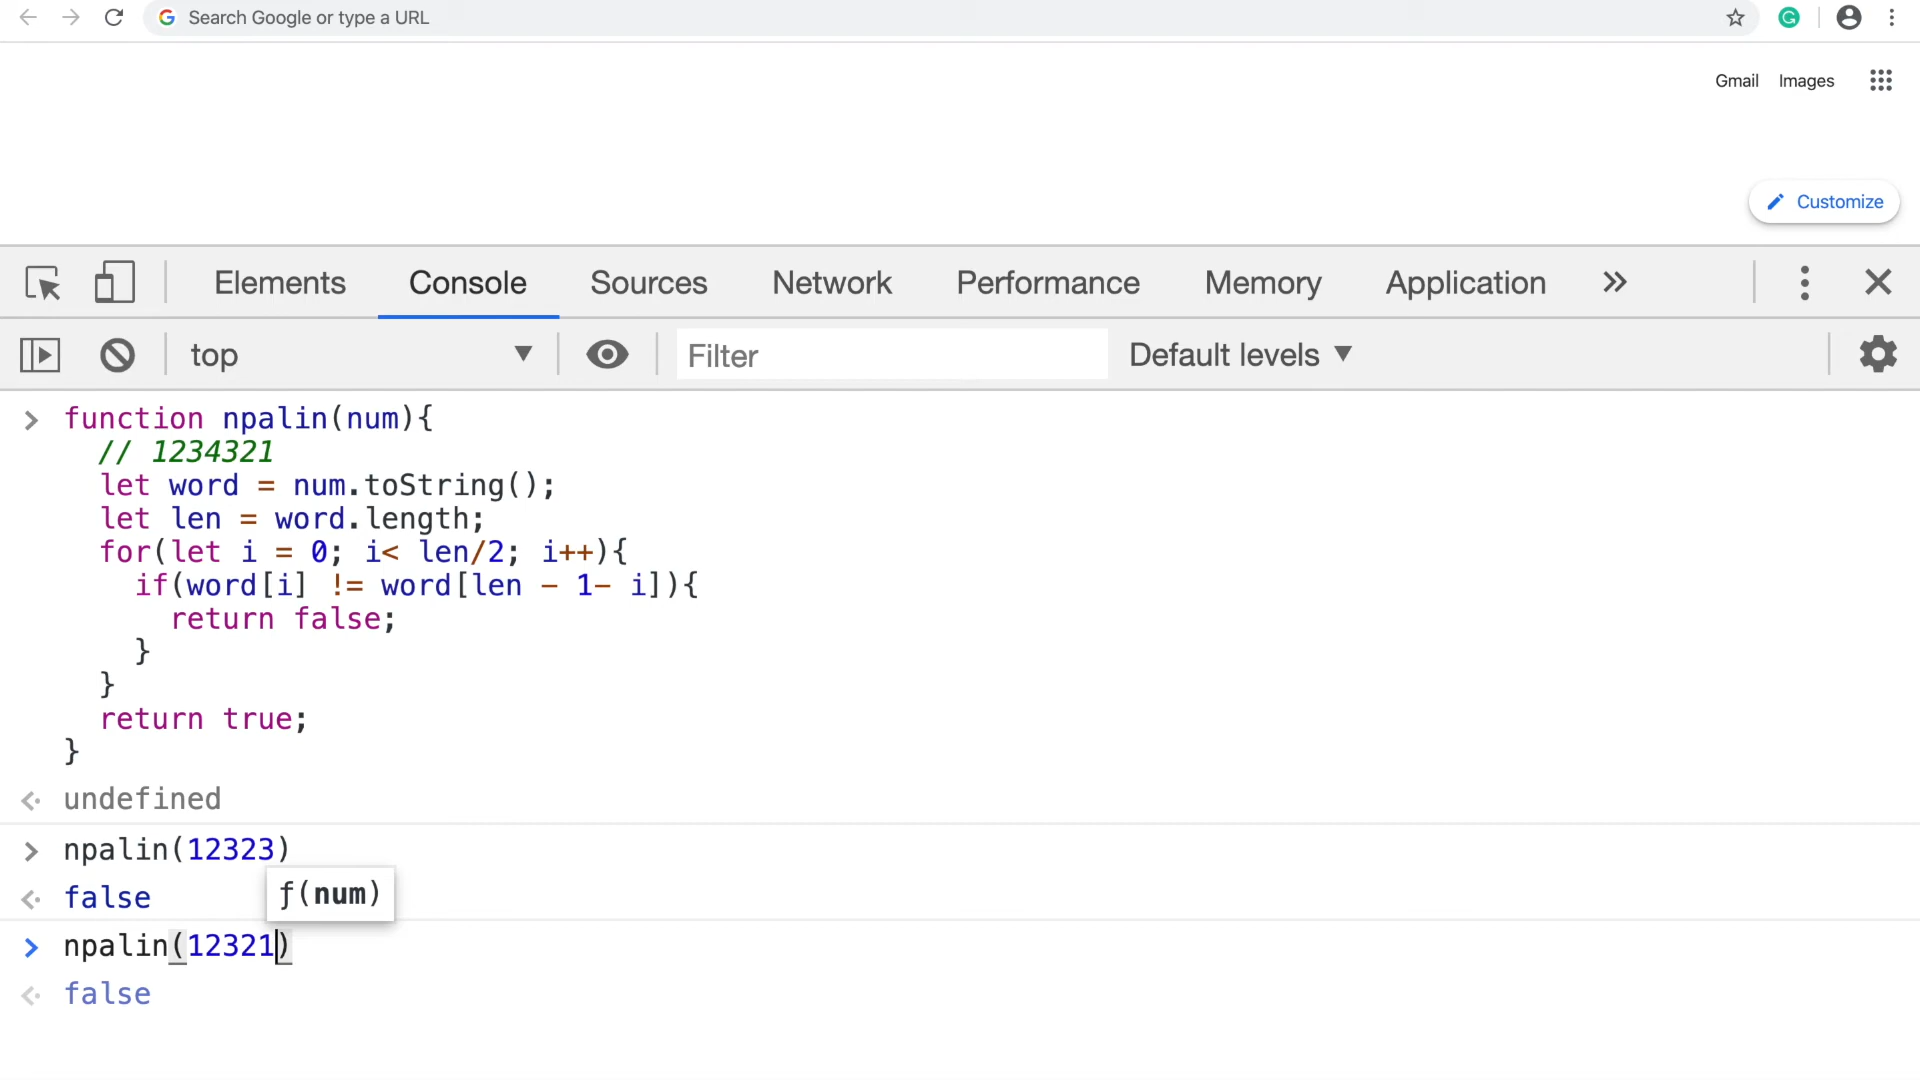 Search Google or type a URL
Gmail Images
Customize
Elements Console Sources Network Performance Memory Application
top Filter Default levels
function npalin(num){
// 1234321
let word = num.toString();
let len = word.length;
for(let i = 0; i< len/2; i++){
if(word[i] != word[len - 1- i]){
return false;
}
}
return true;
}
undefined
npalin(12323)
false
ƒ(num)
npalin(12321)
false